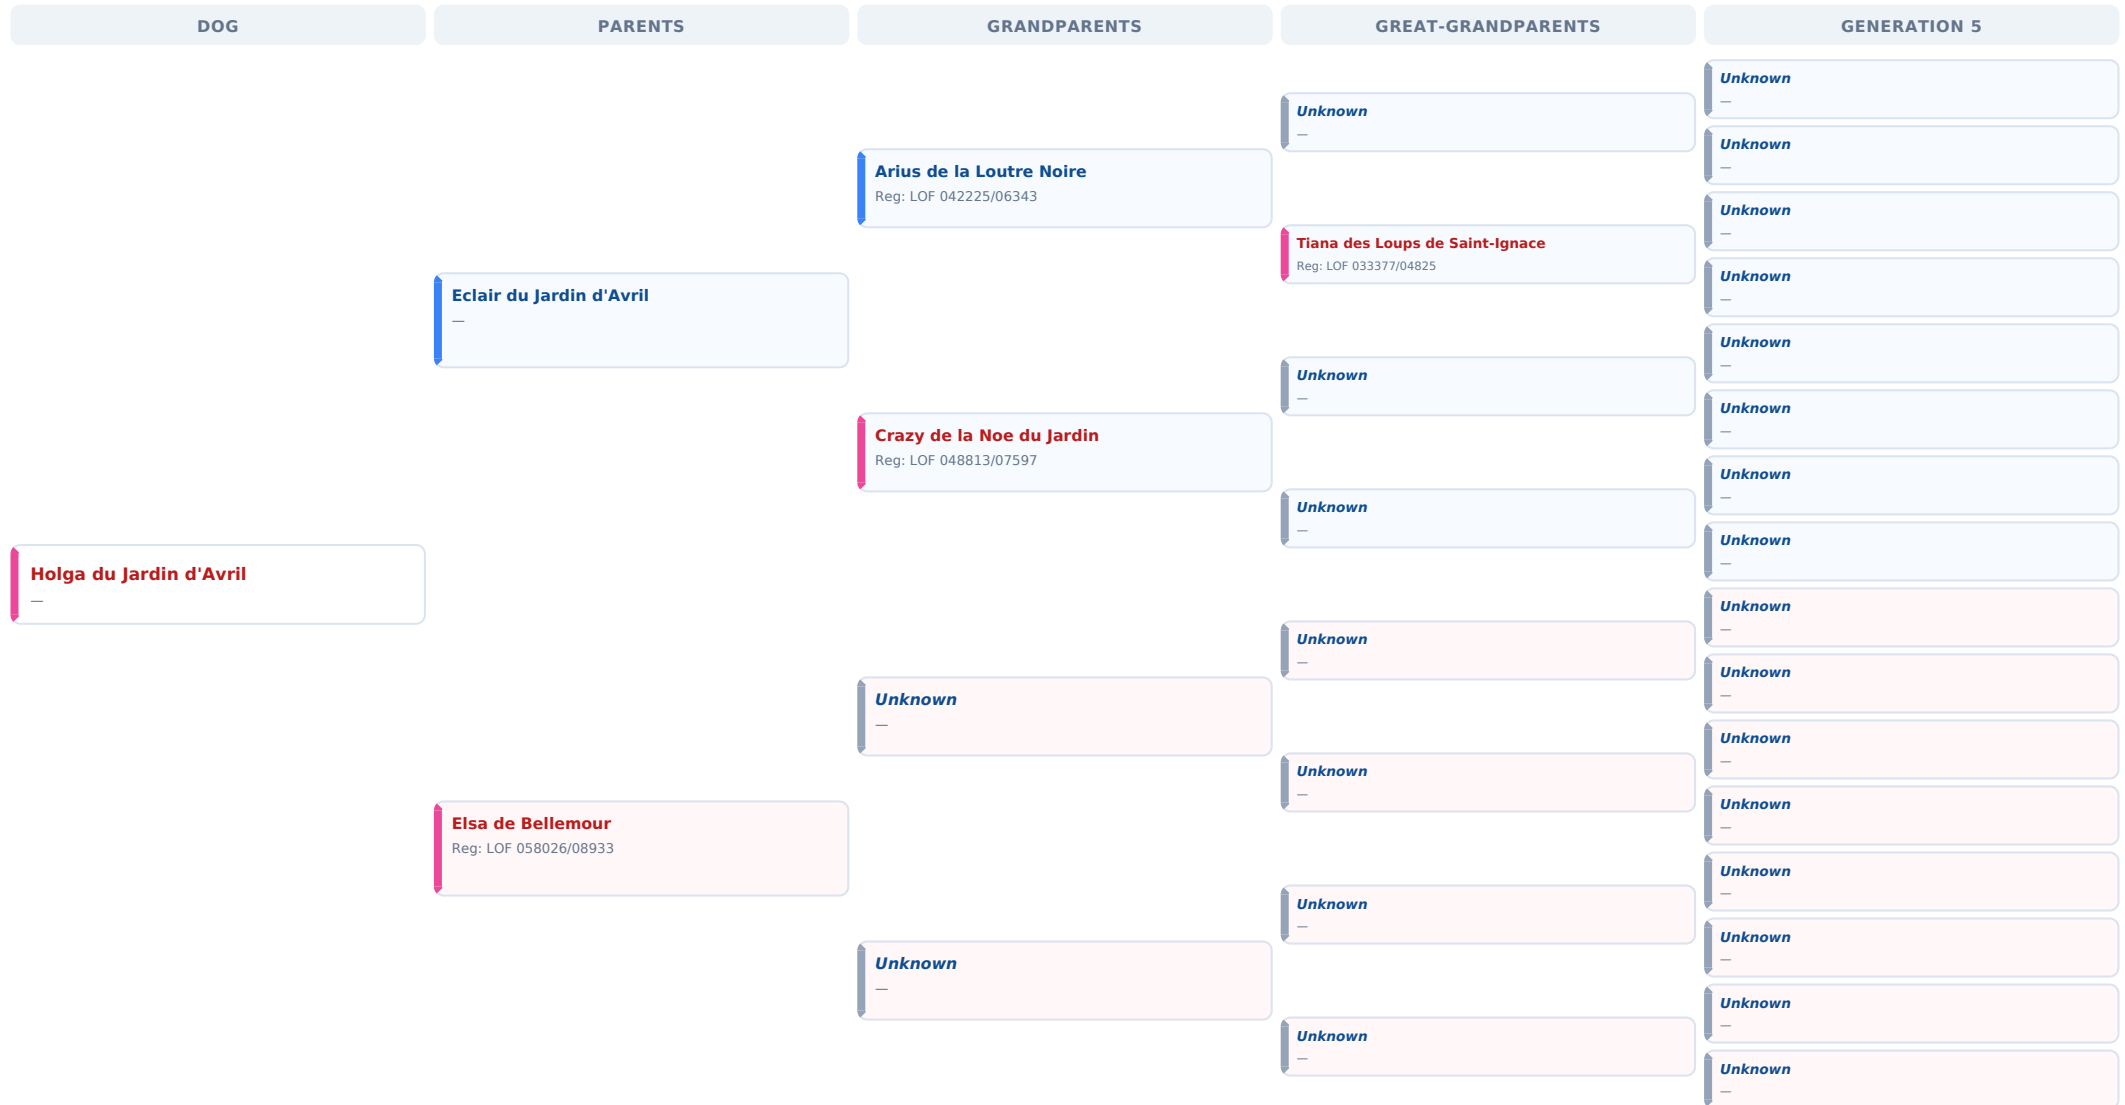 DOG
PARENTS
GRANDPARENTS
GREAT-GRANDPARENTS
GENERATION 5
Holga du Jardin d'Avril
—
Eclair du Jardin d'Avril
—
Elsa de Bellemour
Reg: LOF 058026/08933
Arius de la Loutre Noire
Reg: LOF 042225/06343
Crazy de la Noe du Jardin
Reg: LOF 048813/07597
Unknown
—
Unknown
—
Unknown
—
Tiana des Loups de Saint-Ignace
Reg: LOF 033377/04825
Unknown
—
Unknown
—
Unknown
—
Unknown
—
Unknown
—
Unknown
—
Unknown
—
Unknown
—
Unknown
—
Unknown
—
Unknown
—
Unknown
—
Unknown
—
Unknown
—
Unknown
—
Unknown
—
Unknown
—
Unknown
—
Unknown
—
Unknown
—
Unknown
—
Unknown
—